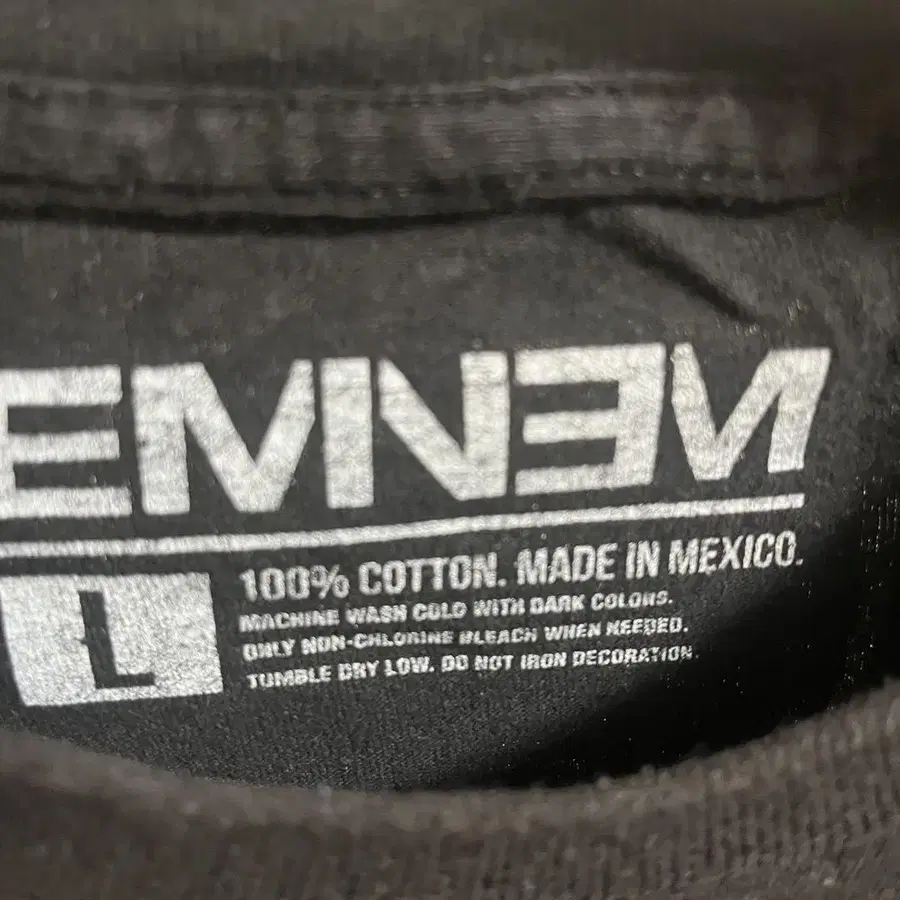 EMINƎM
L
100% COTTON. MADE IN MEXICO.
MACHINE WASH COLD WITH DARK COLORS.
ONLY NON-CHLORINE BLEACH WHEN NEEDED.
TUMBLE DRY LOW. DO NOT IRON DECORATION.